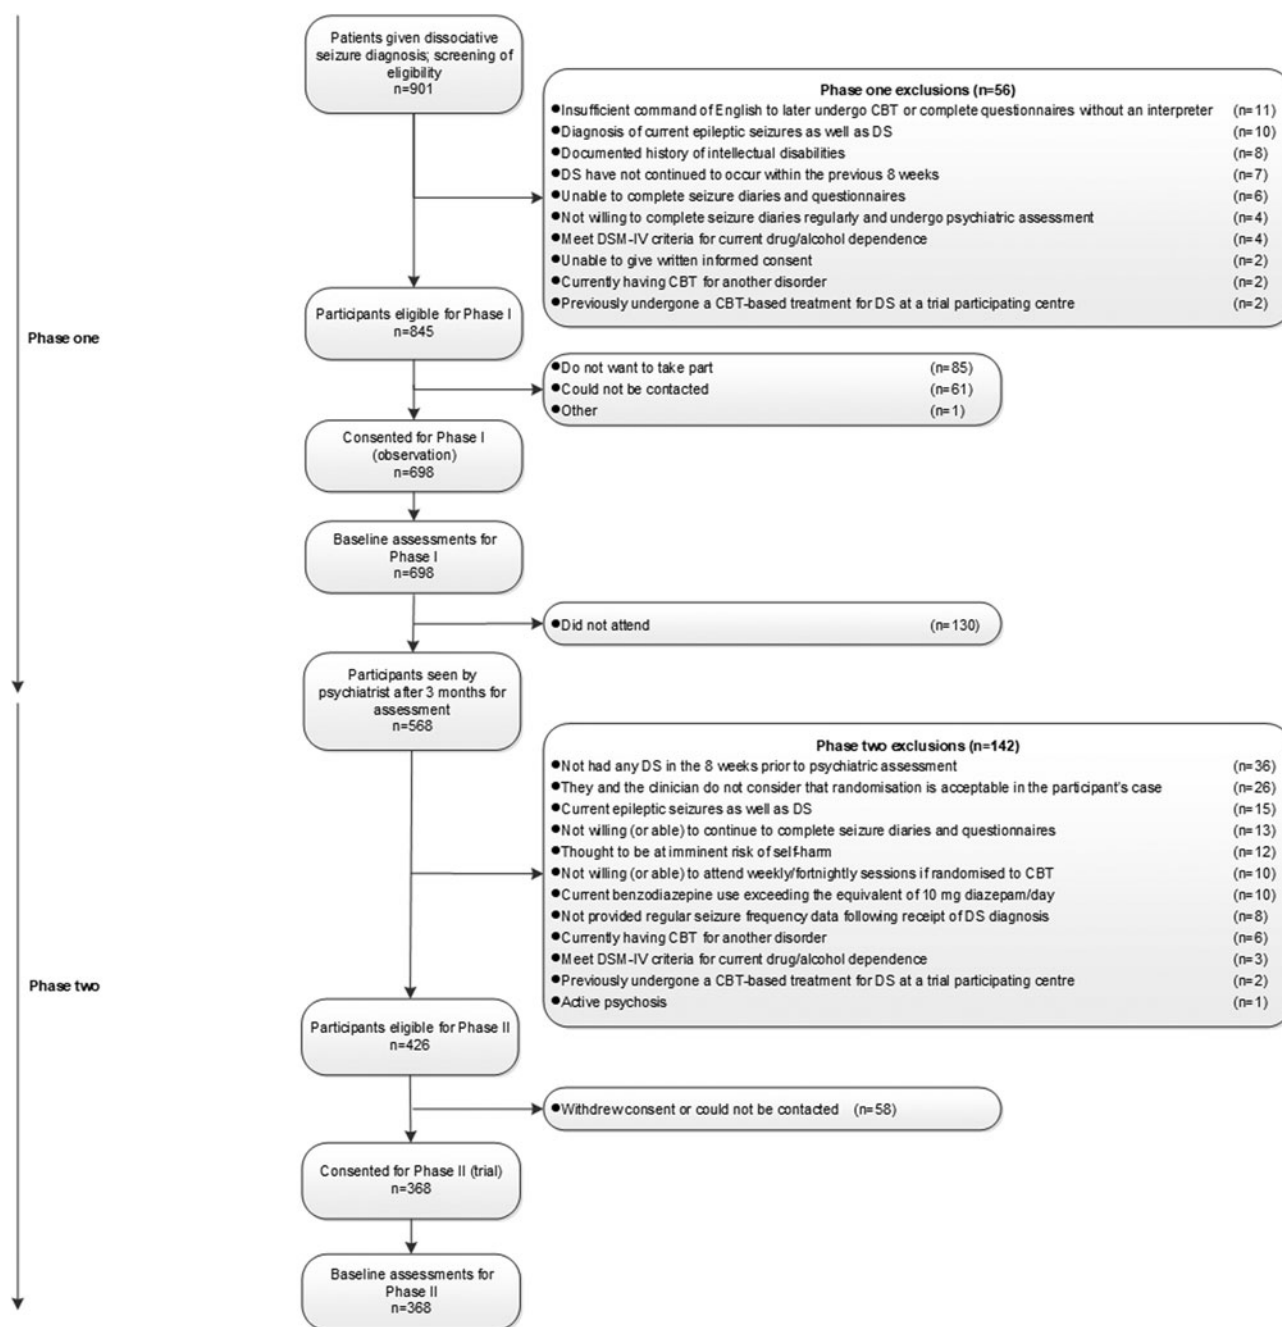 Patients given dissociative
seizure diagnosis; screening of
eligibility
n=901
Phase one exclusions (n=56)
●Insufficient command of English to later undergo CBT or complete questionnaires without an interpreter (n=11)
●Diagnosis of current epileptic seizures as well as DS (n=10)
●Documented history of intellectual disabilities (n=8)
●DS have not continued to occur within the previous 8 weeks (n=7)
●Unable to complete seizure diaries and questionnaires (n=6)
●Not willing to complete seizure diaries regularly and undergo psychiatric assessment (n=4)
●Meet DSM-IV criteria for current drug/alcohol dependence (n=4)
●Unable to give written informed consent (n=2)
●Currently having CBT for another disorder (n=2)
●Previously undergone a CBT-based treatment for DS at a trial participating centre (n=2)
Participants eligible for Phase I
n=845
Phase one
●Do not want to take part (n=85)
●Could not be contacted (n=61)
●Other (n=1)
Consented for Phase I
(observation)
n=698
Baseline assessments for
Phase I
n=698
●Did not attend (n=130)
Participants seen by
psychiatrist after 3 months for
assessment
n=568
Phase two exclusions (n=142)
●Not had any DS in the 8 weeks prior to psychiatric assessment (n=36)
●They and the clinician do not consider that randomisation is acceptable in the participant's case (n=26)
●Current epileptic seizures as well as DS (n=15)
●Not willing (or able) to continue to complete seizure diaries and questionnaires (n=13)
●Thought to be at imminent risk of self-harm (n=12)
●Not willing (or able) to attend weekly/fortnightly sessions if randomised to CBT (n=10)
●Current benzodiazepine use exceeding the equivalent of 10 mg diazepam/day (n=10)
●Not provided regular seizure frequency data following receipt of DS diagnosis (n=8)
●Currently having CBT for another disorder (n=6)
●Meet DSM-IV criteria for current drug/alcohol dependence (n=3)
●Previously undergone a CBT-based treatment for DS at a trial participating centre (n=2)
●Active psychosis (n=1)
Phase two
Participants eligible for Phase II
n=426
●Withdrew consent or could not be contacted (n=58)
Consented for Phase II (trial)
n=368
Baseline assessments for
Phase II
n=368